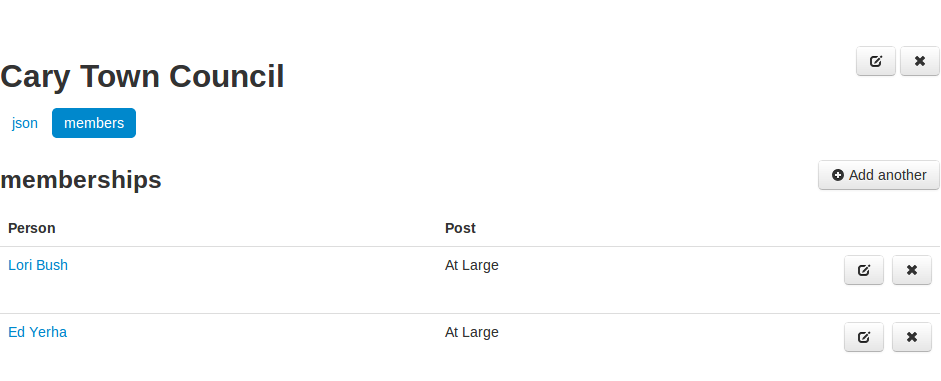 Cary Town Council
json members
memberships
Add another
Person Post
Lori Bush At Large
Ed Yerha At Large